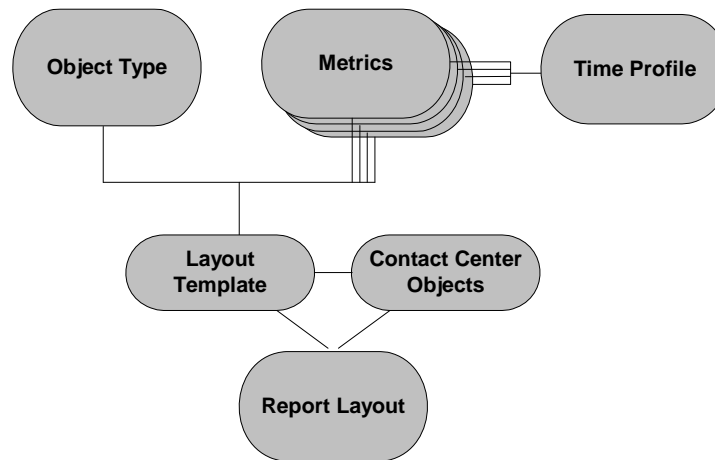 Object Type
Metrics
Time Profile
Layout
Template
Contact Center
Objects
Report Layout